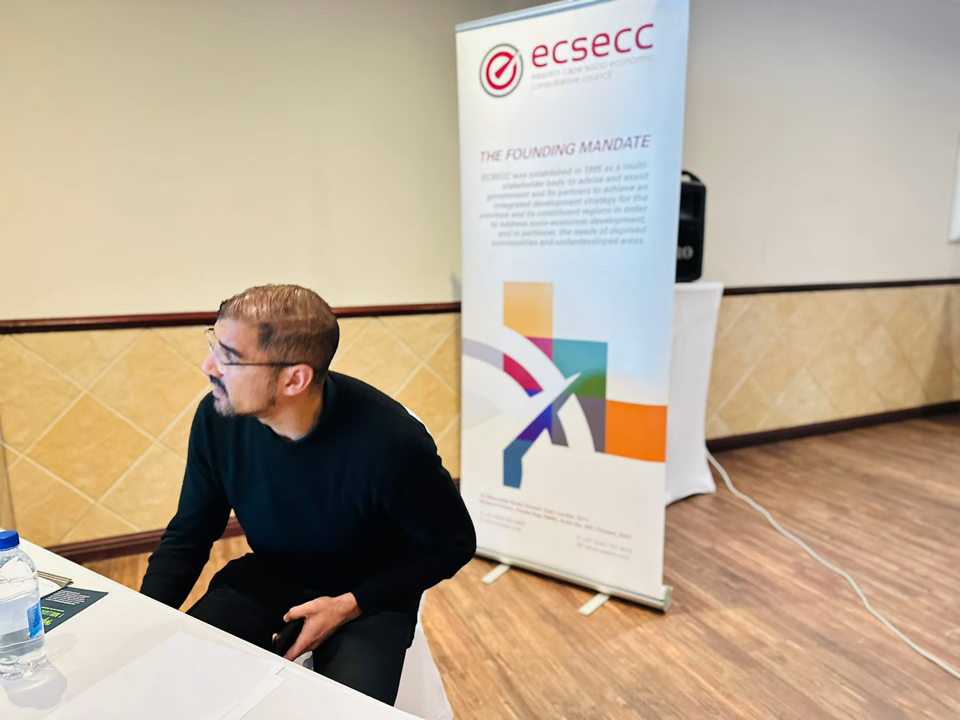 ecsecc
eastern cape socio economic
consultative council
THE FOUNDING MANDATE
ECSECC was established in 1995 as a multi-
stakeholder body to advise and assist
government and its partners to achieve an
integrated development strategy for the
province and its constituent regions in order
to address socio-economic development,
and in particular, the needs of deprived
communities and underdeveloped areas.